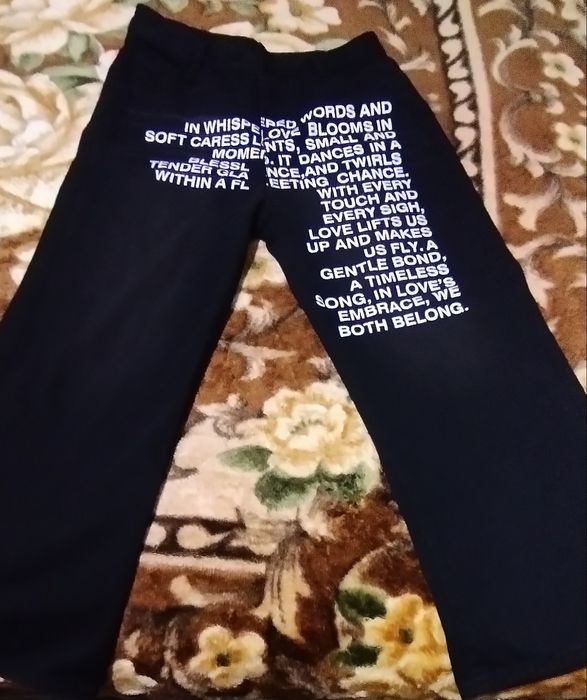 IN WHISPERED WORDS AND
SOFT CARESS LOVE BLOOMS IN
MOMENTS, SMALL AND
BLESSED. IT DANCES IN A
TENDER GLANCE,AND TWIRLS
WITHIN A FLEETING CHANCE.
WITH EVERY
TOUCH AND
EVERY SIGH,
LOVE LIFTS US
UP AND MAKES
US FLY. A
GENTLE BOND,
A TIMELESS
SONG, IN LOVE'S
EMBRACE, WE
BOTH BELONG.